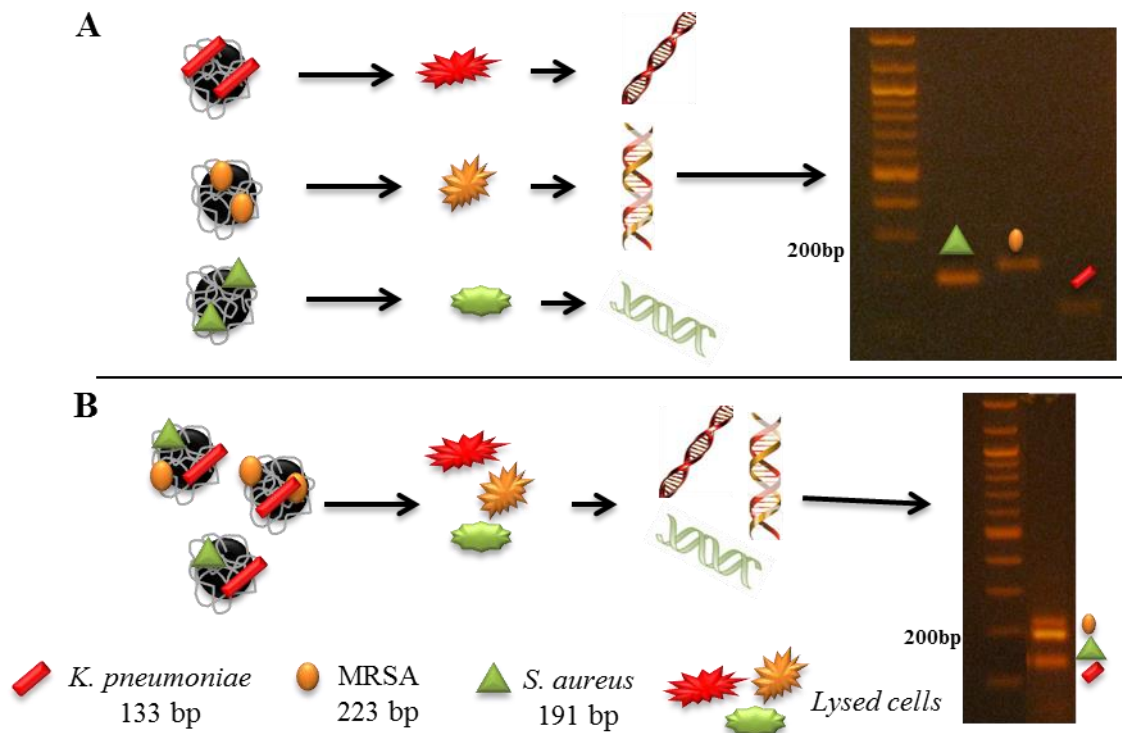 A
200bp
B
200bp
K. pneumoniae
133 bp
MRSA
223 bp
S. aureus
191 bp
Lysed cells